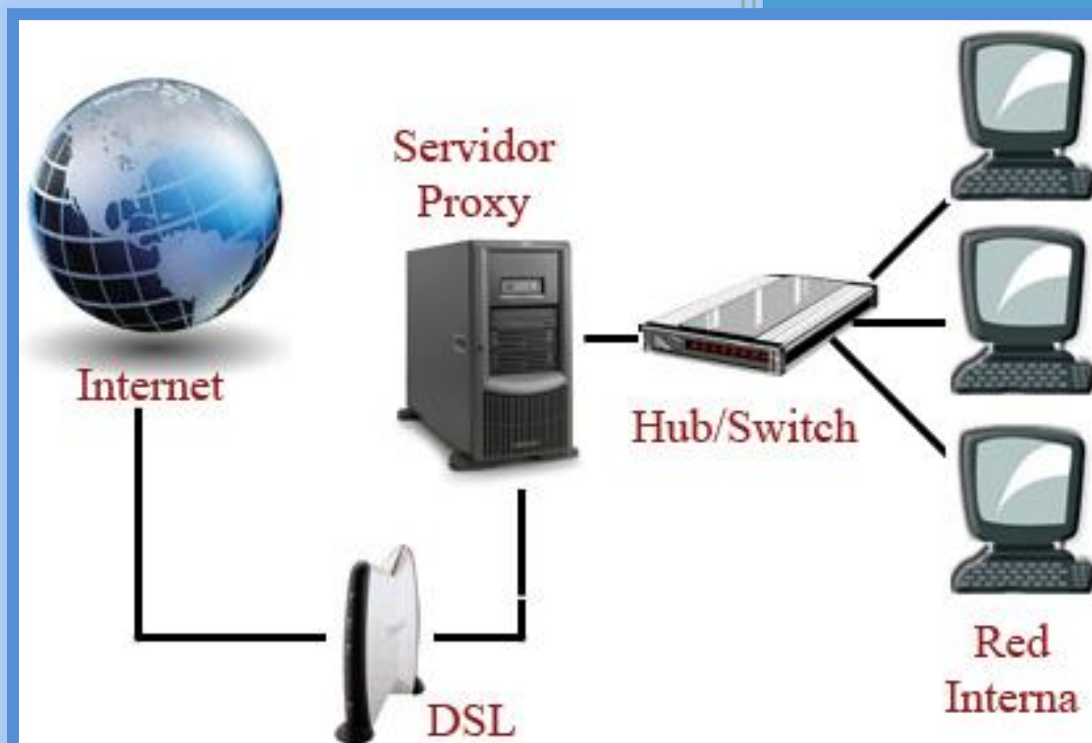 Servidor
Proxy
Internet
Hub/Switch
DSL
Red
Interna